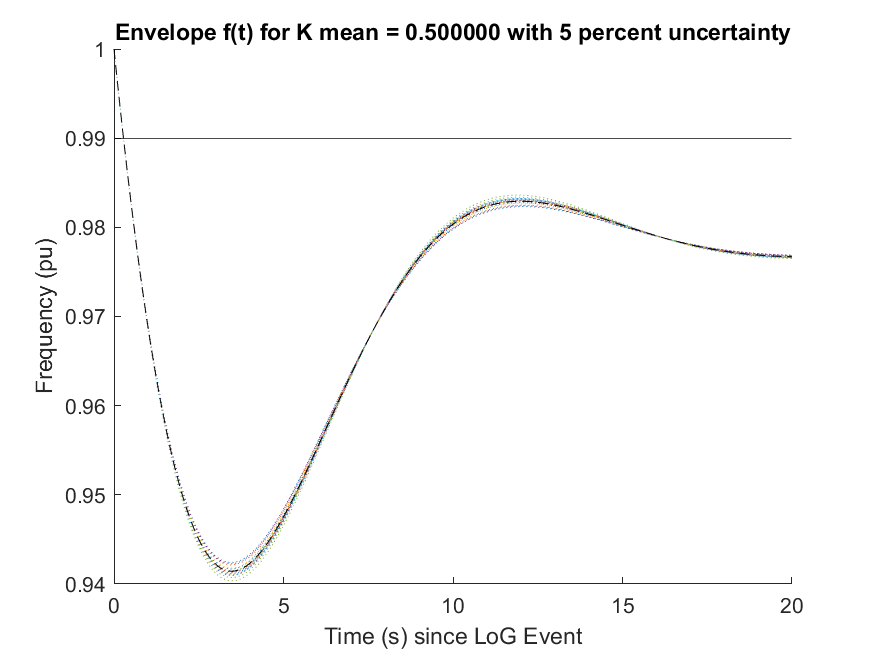 Envelope f(t) for K mean = 0.500000 with 5 percent uncertainty
1
0.99
0.98
0.97
0.96
0.95
0.94
Frequency (pu)
0 5 10 15 20
Time (s) since LoG Event